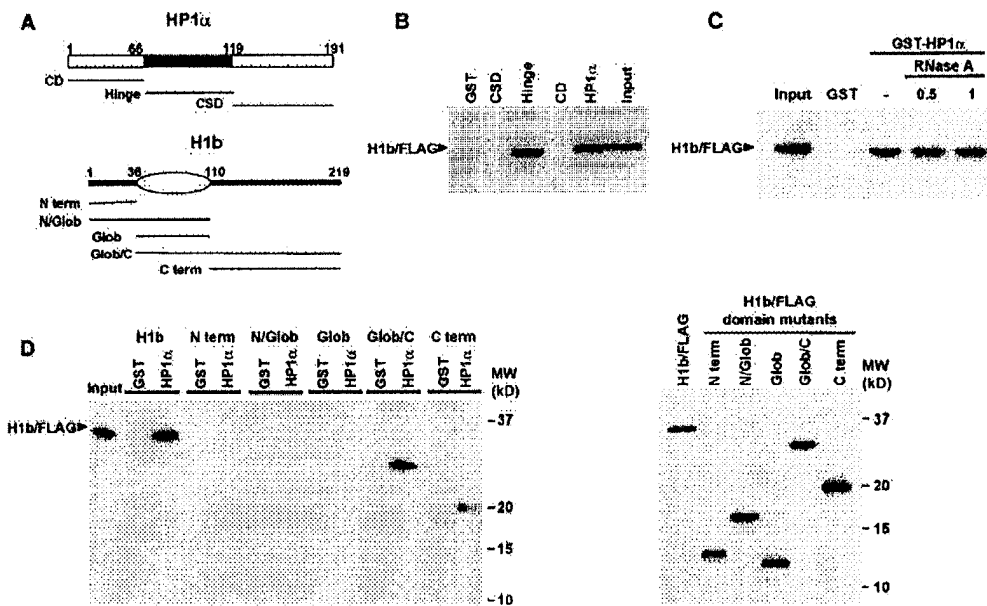 A
HP1α
1 66 119 191
CD
Hinge
CSD
H1b
1 36 110 219
N term
N/Glob
Glob
Glob/C
C term
B
GST
CSD
Hinge
CD
HP1α
Input
H1b/FLAG
C
GST-HP1α
RNase A
Input GST - 0.5 1
H1b/FLAG
D
H1b N term N/Glob Glob Glob/C C term
Input GST HP1α GST HP1α GST HP1α GST HP1α GST HP1α GST HP1α
MW
(kD)
H1b/FLAG
- 37
- 20
- 15
- 10
H1b/FLAG
domain mutants
H1b/FLAG N term N/Glob Glob Glob/C C term
MW
(kD)
- 37
- 20
- 15
- 10